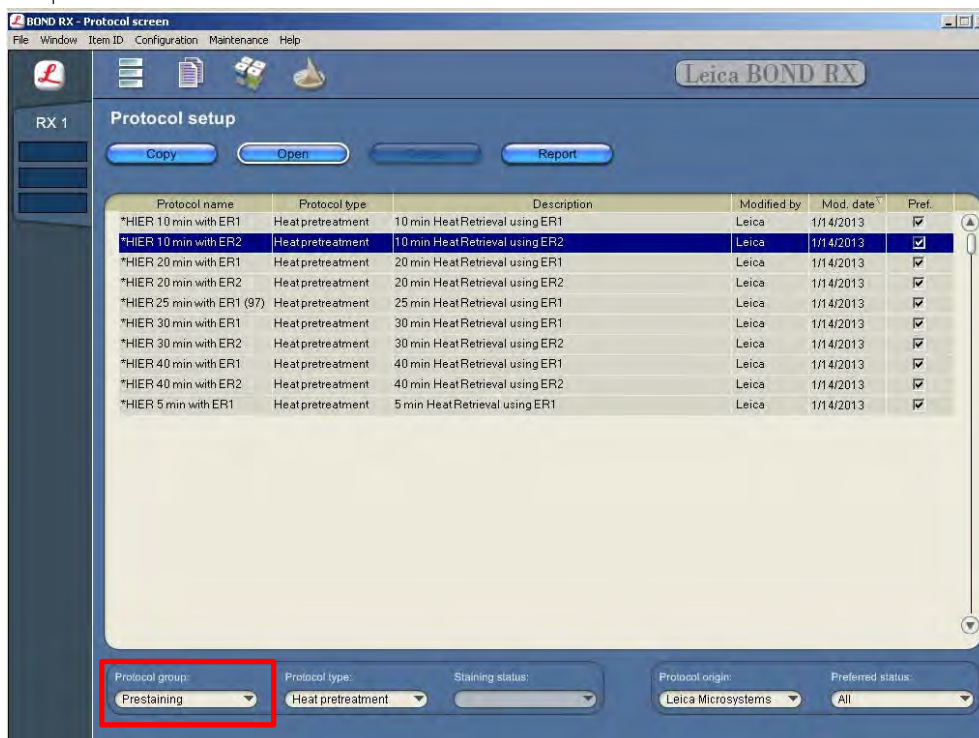 BOND RX - Protocol screen
File Window Item ID Configuration Maintenance Help
L Leica BOND RX
RX 1
Protocol setup
Copy Open Report
Protocol name Protocol type Description Modified by Mod. date Pref.
*HIER 10 min with ER1 Heat pretreatment 10 min Heat Retrieval using ER1 Leica 1/14/2013
*HIER 10 min with ER2 Heat pretreatment 10 min Heat Retrieval using ER2 Leica 1/14/2013
*HIER 20 min with ER1 Heat pretreatment 20 min Heat Retrieval using ER1 Leica 1/14/2013
*HIER 20 min with ER2 Heat pretreatment 20 min Heat Retrieval using ER2 Leica 1/14/2013
*HIER 25 min with ER1 (97) Heat pretreatment 25 min Heat Retrieval using ER1 Leica 1/14/2013
*HIER 30 min with ER1 Heat pretreatment 30 min Heat Retrieval using ER1 Leica 1/14/2013
*HIER 30 min with ER2 Heat pretreatment 30 min Heat Retrieval using ER2 Leica 1/14/2013
*HIER 40 min with ER1 Heat pretreatment 40 min Heat Retrieval using ER1 Leica 1/14/2013
*HIER 40 min with ER2 Heat pretreatment 40 min Heat Retrieval using ER2 Leica 1/14/2013
*HIER 5 min with ER1 Heat pretreatment 5 min Heat Retrieval using ER1 Leica 1/14/2013
Protocol group: Protocol type: Staining status: Protocol origin: Preferred status:
Prestaining Heat pretreatment Leica Microsystems All